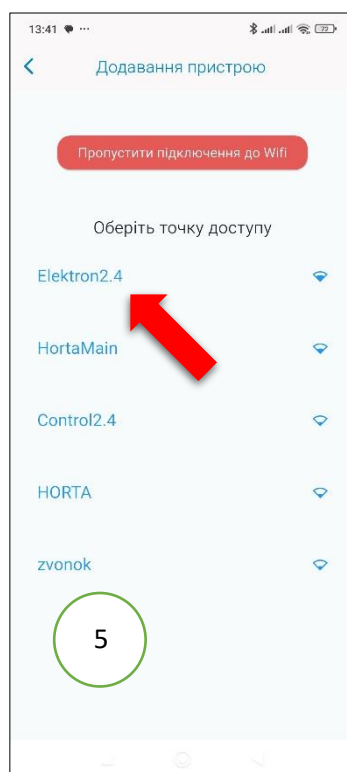 13:41
72
Додавання пристрою
Пропустити підключення до Wifi
Оберіть точку доступу
Elektron2.4
HortaMain
Control2.4
HORTA
zvonok
5